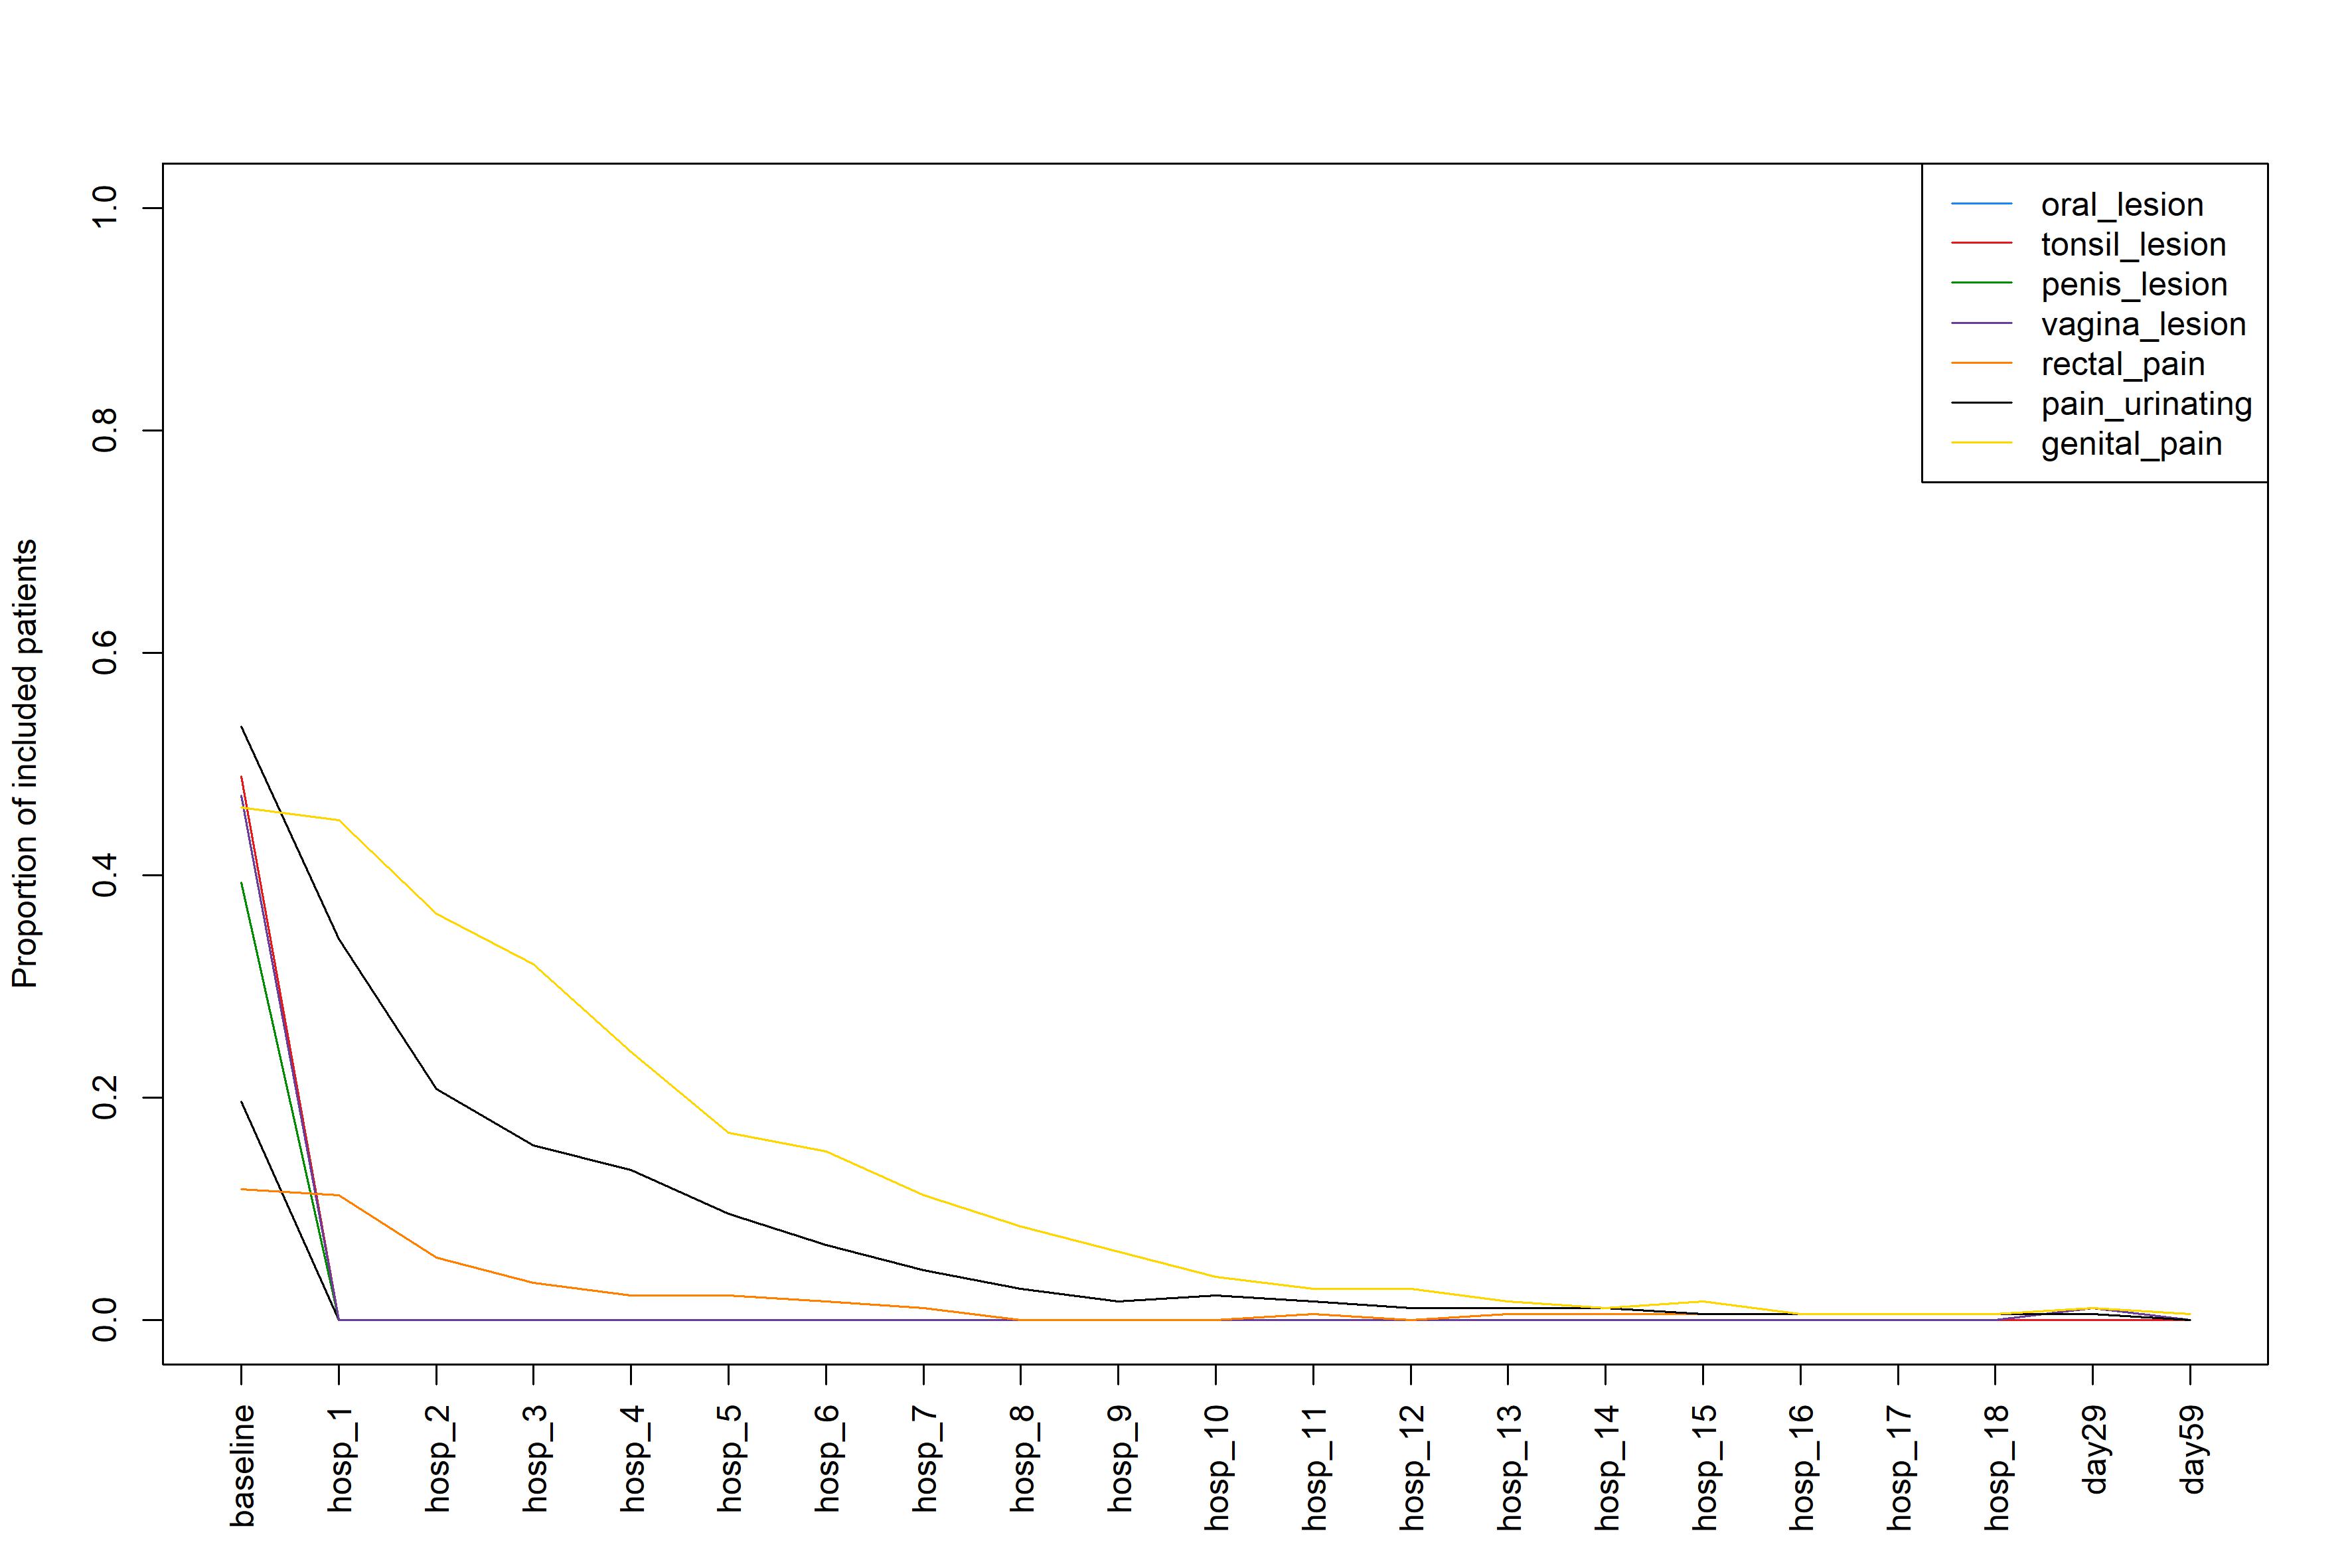 oral_lesion
tonsil_lesion
penis_lesion
vagina_lesion
rectal_pain
pain_urinating
genital_pain
Proportion of included patients
1.0
0.8
0.6
0.4
0.2
0.0
baseline
hosp_1
hosp_2
hosp_3
hosp_4
hosp_5
hosp_6
hosp_7
hosp_8
hosp_9
hosp_10
hosp_11
hosp_12
hosp_13
hosp_14
hosp_15
hosp_16
hosp_17
hosp_18
day29
day59